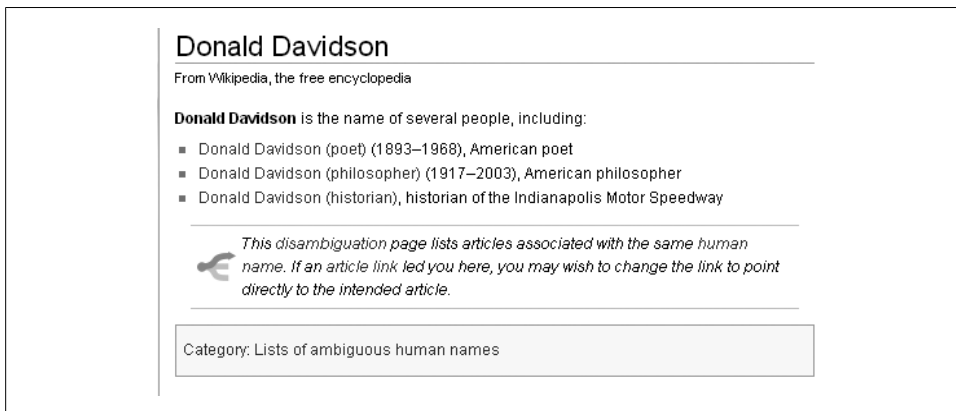 Donald Davidson
From Wikipedia, the free encyclopedia
Donald Davidson is the name of several people, including:
Donald Davidson (poet) (1893–1968), American poet
Donald Davidson (philosopher) (1917–2003), American philosopher
Donald Davidson (historian), historian of the Indianapolis Motor Speedway
This disambiguation page lists articles associated with the same human
name. If an article link led you here, you may wish to change the link to point
directly to the intended article.
Category: Lists of ambiguous human names